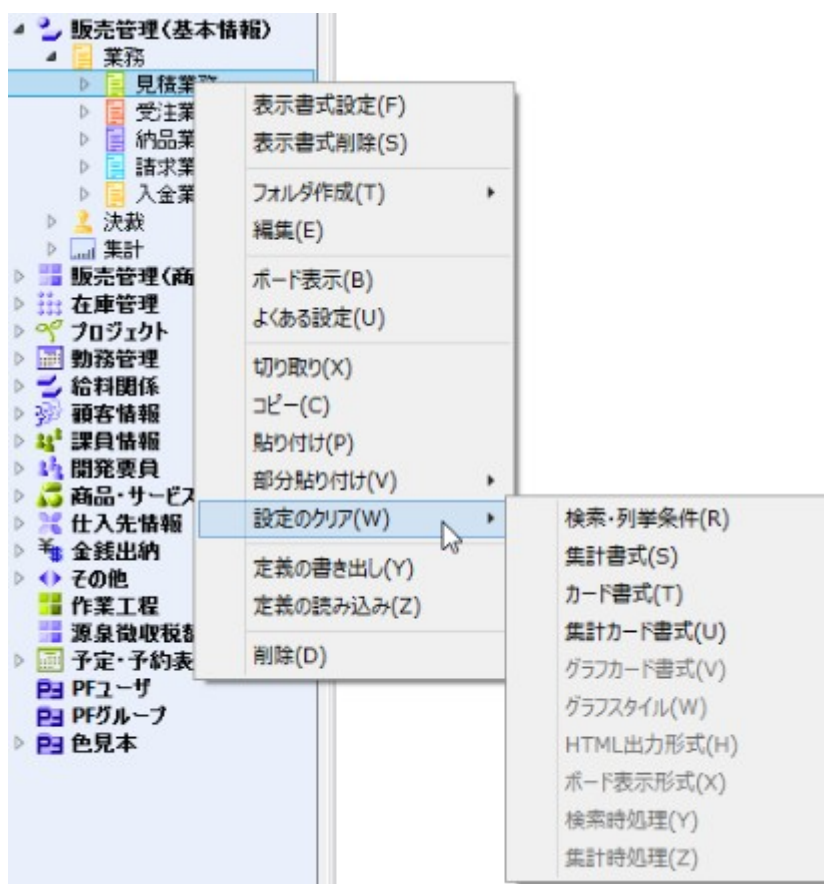 販売管理(基本情報)
業務
見積業務
受注業
納品業
請求業
入金業
決裁
集計
販売管理(商
在庫管理
プロジェクト
勤務管理
給料関係
顧客情報
課員情報
開発要員
商品・サービス
仕入先情報
金銭出納
その他
作業工程
源泉徴収税額
予定・予約表
PFユーザ
PFグループ
色見本
表示書式設定(F)
表示書式削除(S)
フォルダ作成(T)
編集(E)
ボード表示(B)
よくある設定(U)
切り取り(X)
コピー(C)
貼り付け(P)
部分貼り付け(V)
設定のクリア(W)
定義の書き出し(Y)
定義の読み込み(Z)
削除(D)
検索・列挙条件(R)
集計書式(S)
カード書式(T)
集計カード書式(U)
グラフカード書式(V)
グラフスタイル(W)
HTML出力形式(H)
ボード表示形式(X)
検索時処理(Y)
集計時処理(Z)